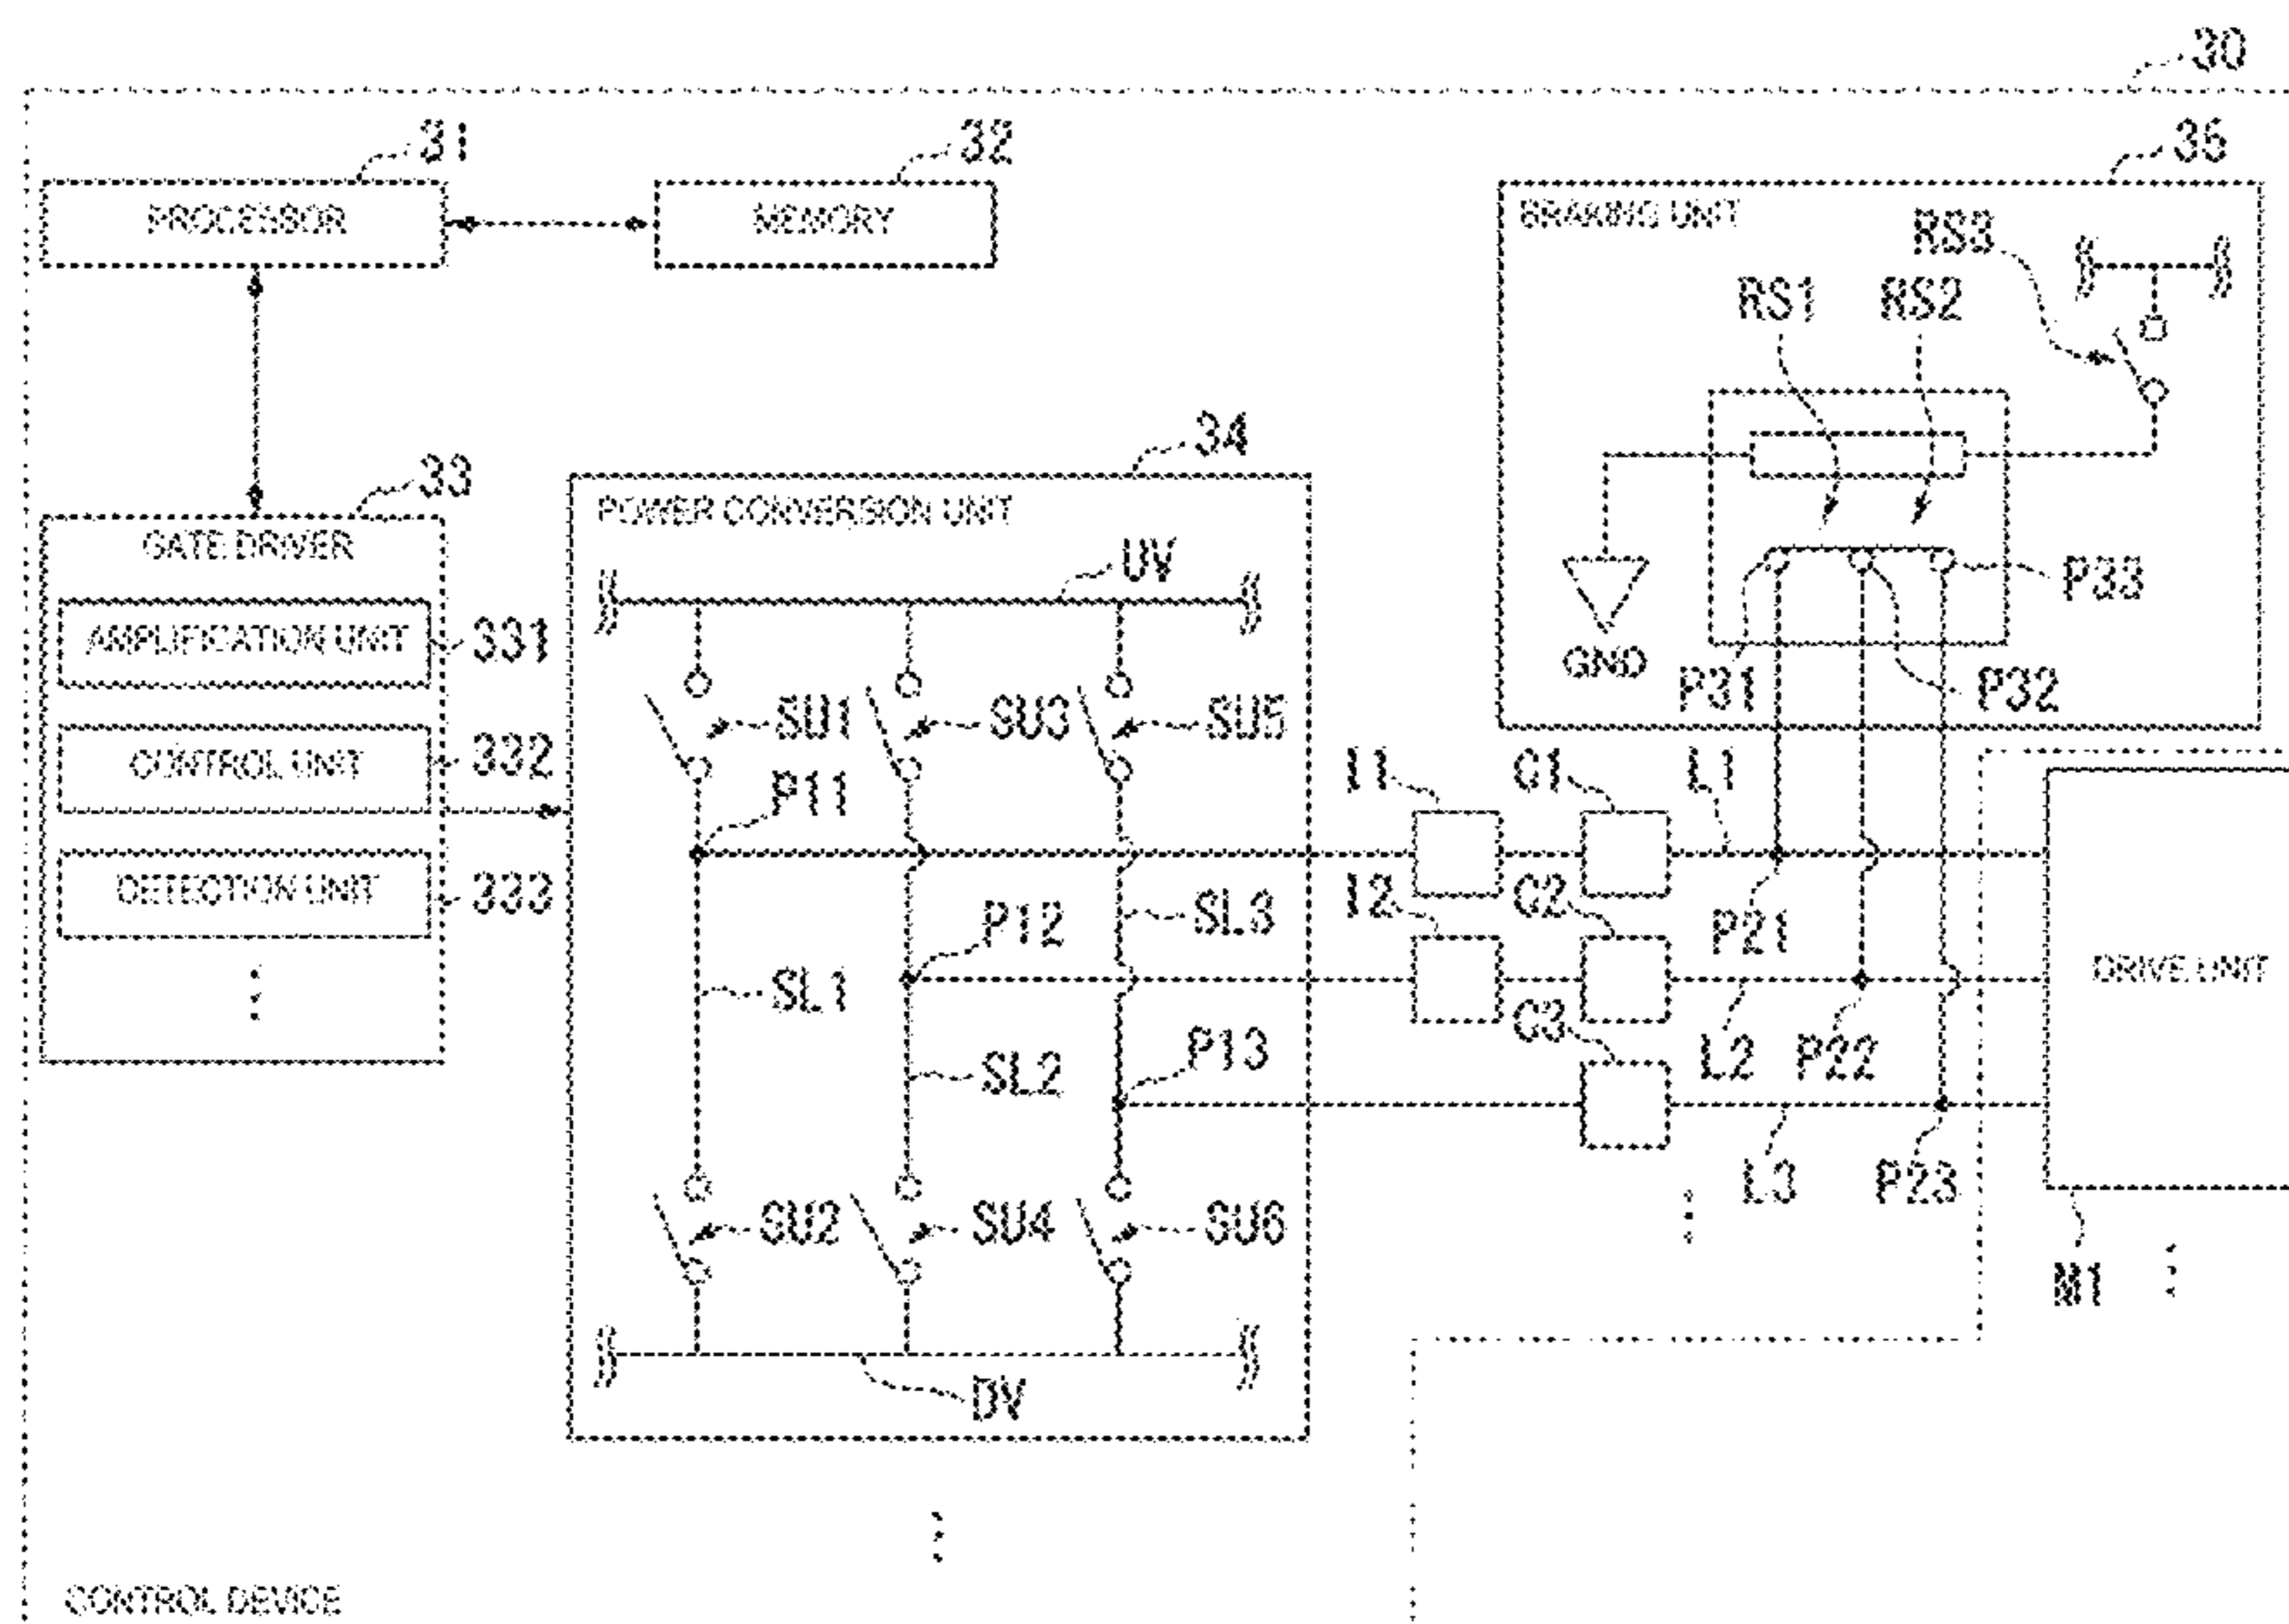 30
31
32
35
PROCESSOR
MEMORY
BRAKING UNIT
RS3
RS1
RS2
33
34
GATE DRIVER
POWER CONVERSION UNIT
UV
P33
AMPLIFICATION UNIT
331
GND
P31
P32
SU1
SU3
SU5
CONTROL UNIT
332
P11
I1
C1
L1
DETECTION UNIT
333
P12
SL3
I2
C2
P21
DRIVE UNIT
SL1
C3
SL2
P13
L2
P22
L3
P23
SU2
SU4
SU6
M1
DV
CONTROL DEVICE